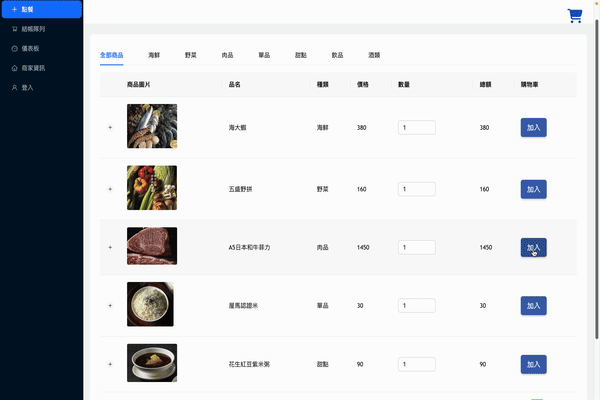 點餐
結帳隊列
儀表板
商家資訊
登入
全部商品 海鮮 野菜 肉品 單品 甜點 飲品 酒類
商品圖片 品名 種類 價格 數量 總額 購物車
海大蝦 海鮮 380 1 380 加入
五盛野拼 野菜 160 1 160 加入
A5日本和牛菲力 肉品 1450 1 1450 加入
屋馬認證米 單品 30 1 30 加入
花生紅豆紫米粥 甜點 90 1 90 加入